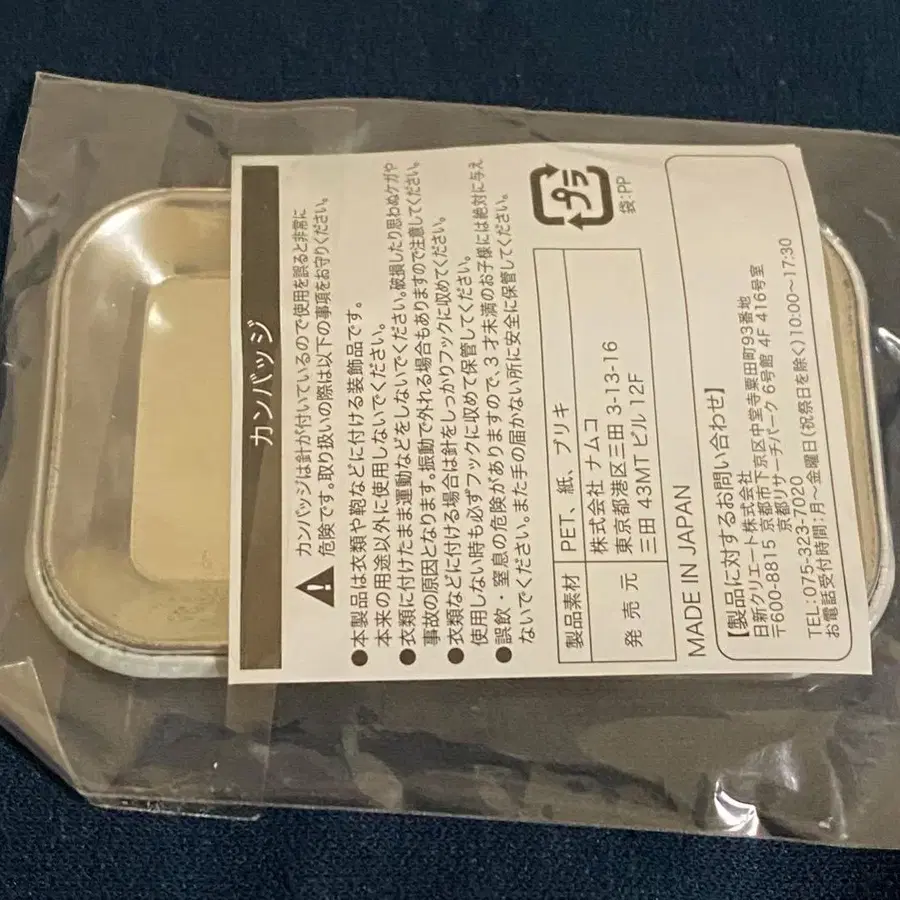 カンバッジ
カンバッジは針が付いているので使用を誤ると非常に
危険です。取り扱いの際は以下の事項をお守りください。
●本製品は衣類や鞄などに付ける装飾品です。
本来の用途以外に使用しないでください。
●衣類に付けたまま運動などをしないでください。破損したり思わぬケガや
事故の原因となります。振動で外れる場合もありますので注意してください。
●衣類などに付ける場合は針をしっかりフックに収めてください。
使用しない時も必ずフックに収めて保管してください。
●誤飲・窒息の危険がありますので、3才未満のお子様には絶対に与え
ないでください。また手の届かない所に安全に保管してください。
プラ
袋:PP
製品素材 PET、紙、ブリキ
発売元 株式会社 ナムコ
東京都港区三田 3-13-16
三田 43MTビル 12F
MADE IN JAPAN
【製品に対するお問い合わせ】
日新クリエート株式会社
〒600-8815 京都市下京区中堂寺粟田町93番地
京都リサーチパーク 6号館 4F 416号室
TEL:075-323-7020
お電話受付時間:月〜金曜日(祝祭日を除く)10:00〜17:30